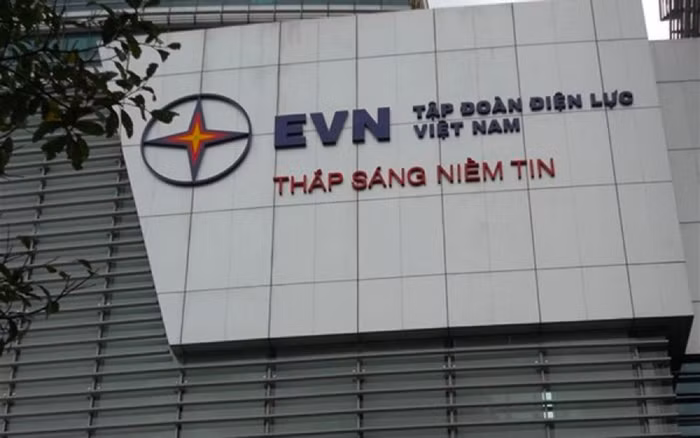 EVN TẬP ĐOÀN ĐIỆN LỰC
VIỆT NAM
THẮP SÁNG NIỀM TIN